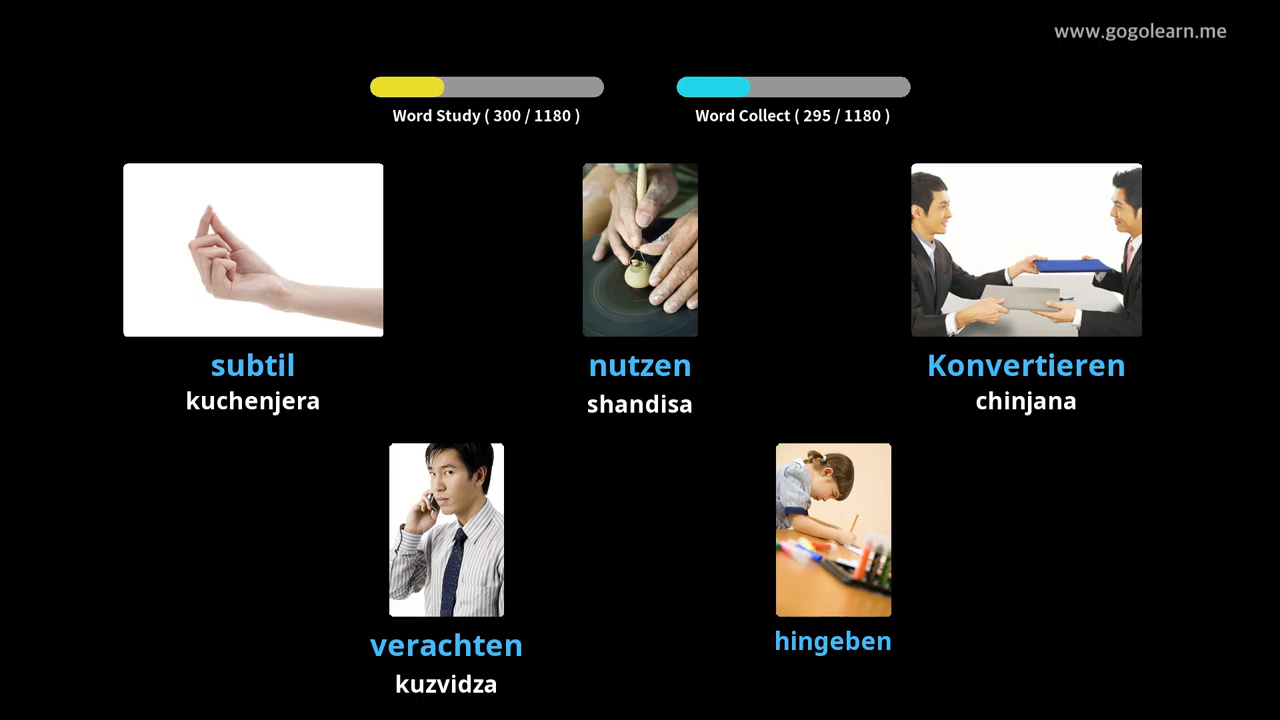 www.gogolearn.me
Word Study ( 300 / 1180 )
Word Collect ( 295 / 1180 )
subtil
kuchenjera
nutzen
shandisa
Konvertieren
chinjana
verachten
kuzvidza
hingeben